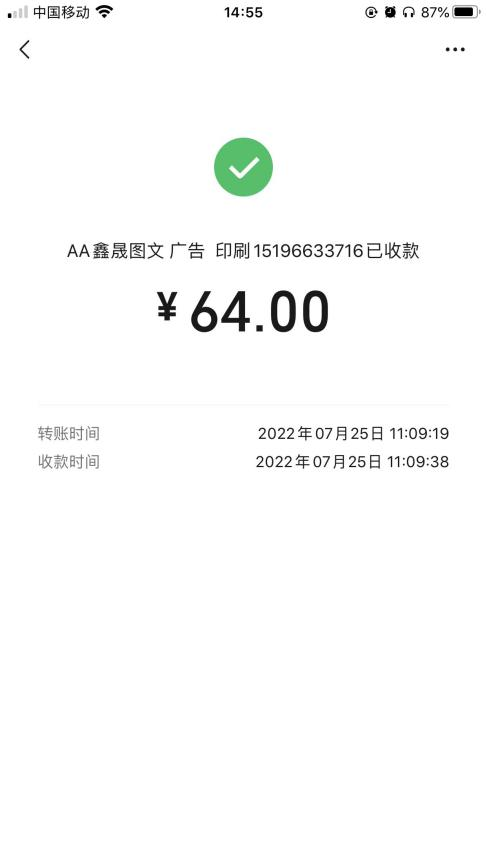 中国移动 14:55 87%
AA鑫晟图文 广告 印刷15196633716已收款
¥64.00
转账时间 2022年07月25日 11:09:19
收款时间 2022年07月25日 11:09:38